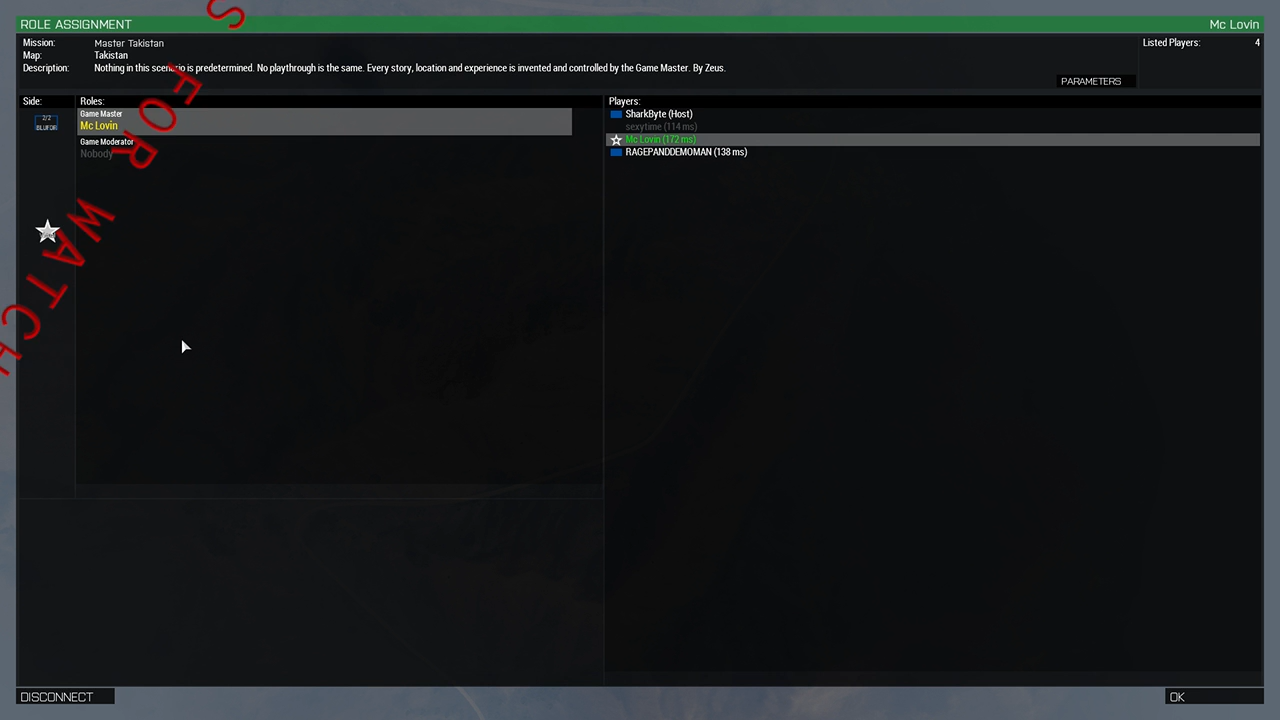 ROLE ASSIGNMENT
Mc Lovin
Mission: Master Takistan
Map: Takistan
Description: Nothing in this scenario is predetermined. No playthrough is the same. Every story, location and experience is invented and controlled by the Game Master. By Zeus.
Listed Players: 4
PARAMETERS
Side:
2/2
BLUFOR
Roles:
Game Master
Mc Lovin
Game Moderator
Nobody
Players:
SharkByte (Host)
sexytime (114 ms)
Mc Lovin (172 ms)
RAGEPANDDEMOMAN (138 ms)
S FOR WATCH
DISCONNECT
OK